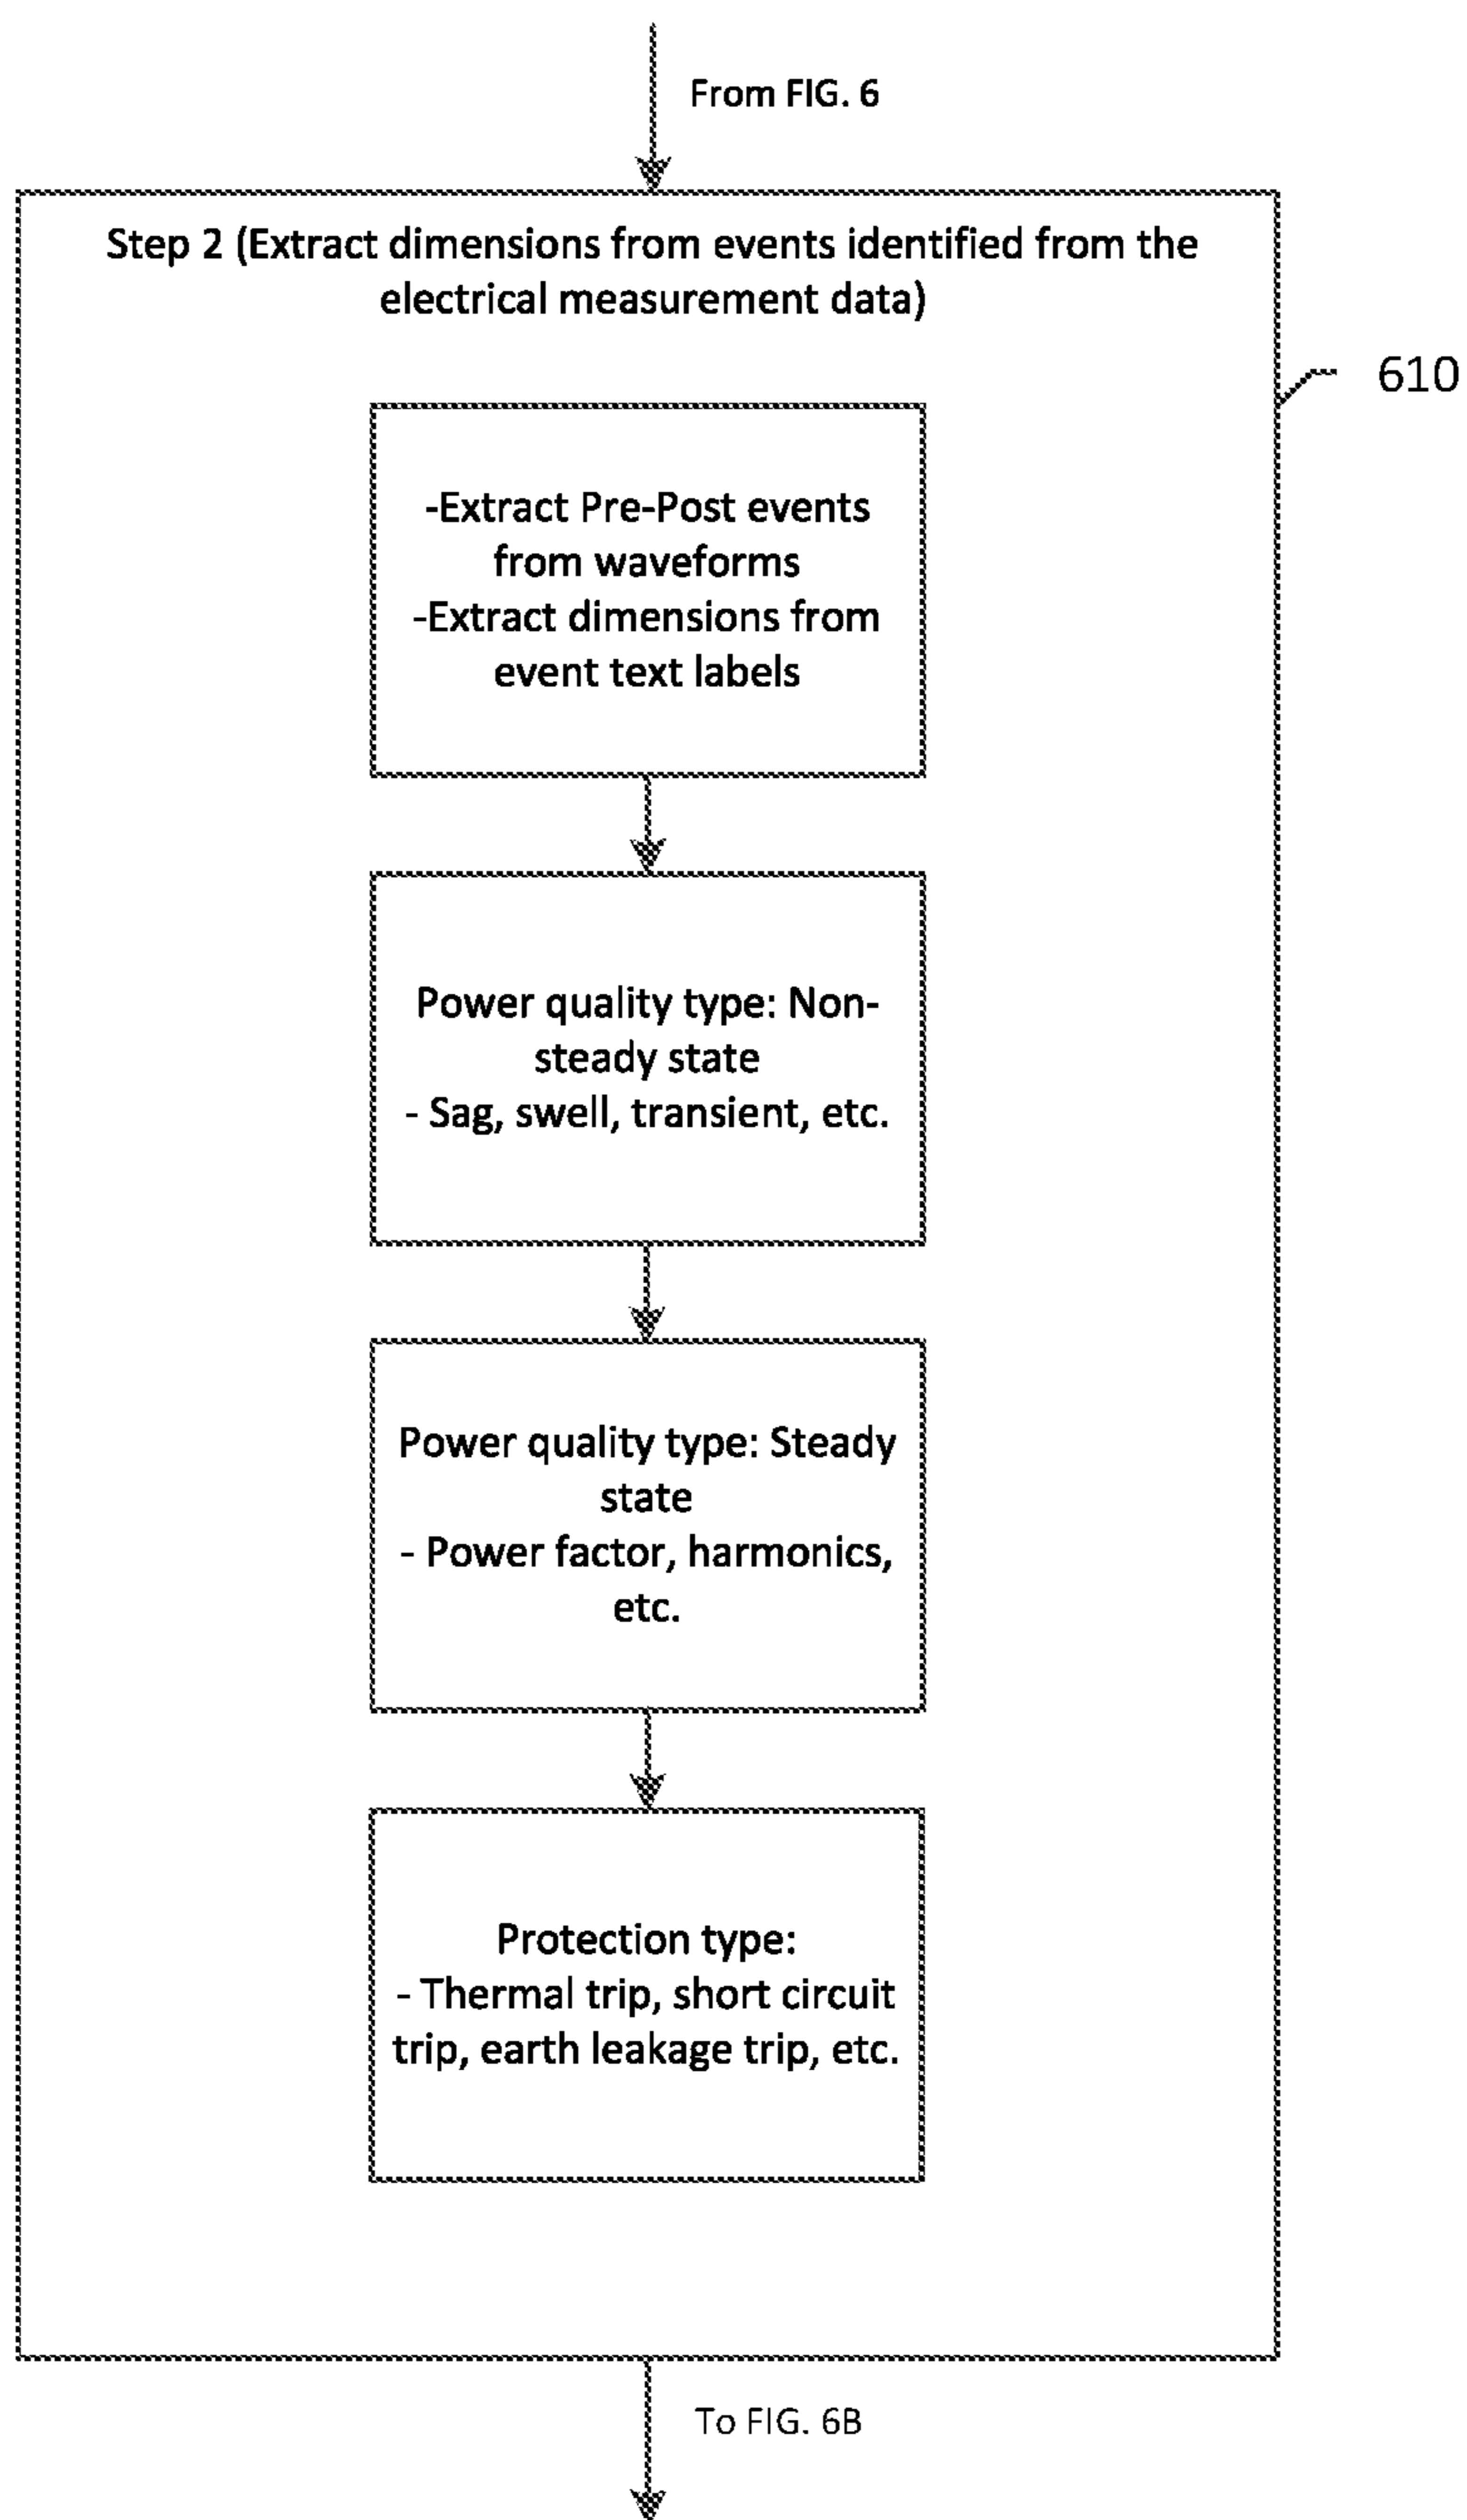 From FIG. 6
Step 2 (Extract dimensions from events identified from the
electrical measurement data)
610
-Extract Pre-Post events
from waveforms
-Extract dimensions from
event text labels
Power quality type: Non-
steady state
- Sag, swell, transient, etc.
Power quality type: Steady
state
- Power factor, harmonics,
etc.
Protection type:
- Thermal trip, short circuit
trip, earth leakage trip, etc.
To FIG. 6B